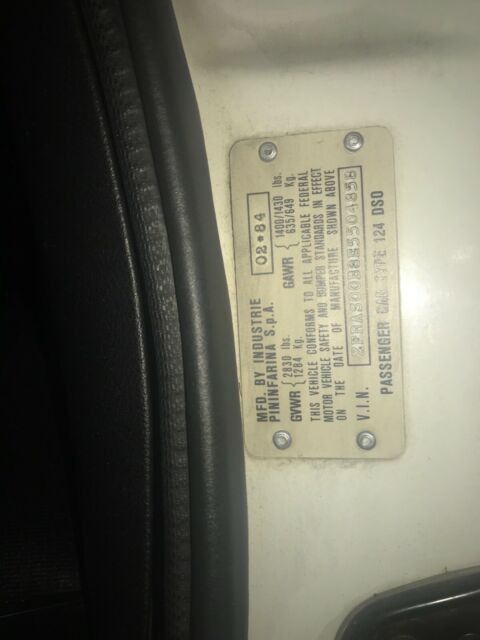 MFD. BY INDUSTRIE
PININFARINA S.p.A. 02*84
GVWR { 2830 lbs. GAWR { 1400/1430 lbs.
1284 Kg. 635/649 Kg.
THIS VEHICLE CONFORMS TO ALL APPLICABLE FEDERAL
MOTOR VEHICLE SAFETY AND BUMPER STANDARDS IN EFFECT
ON THE DATE OF MANUFACTURE SHOWN ABOVE
V.I.N. ZFRAS00B8E5504858
PASSENGER CAR TYPE 124 DSO